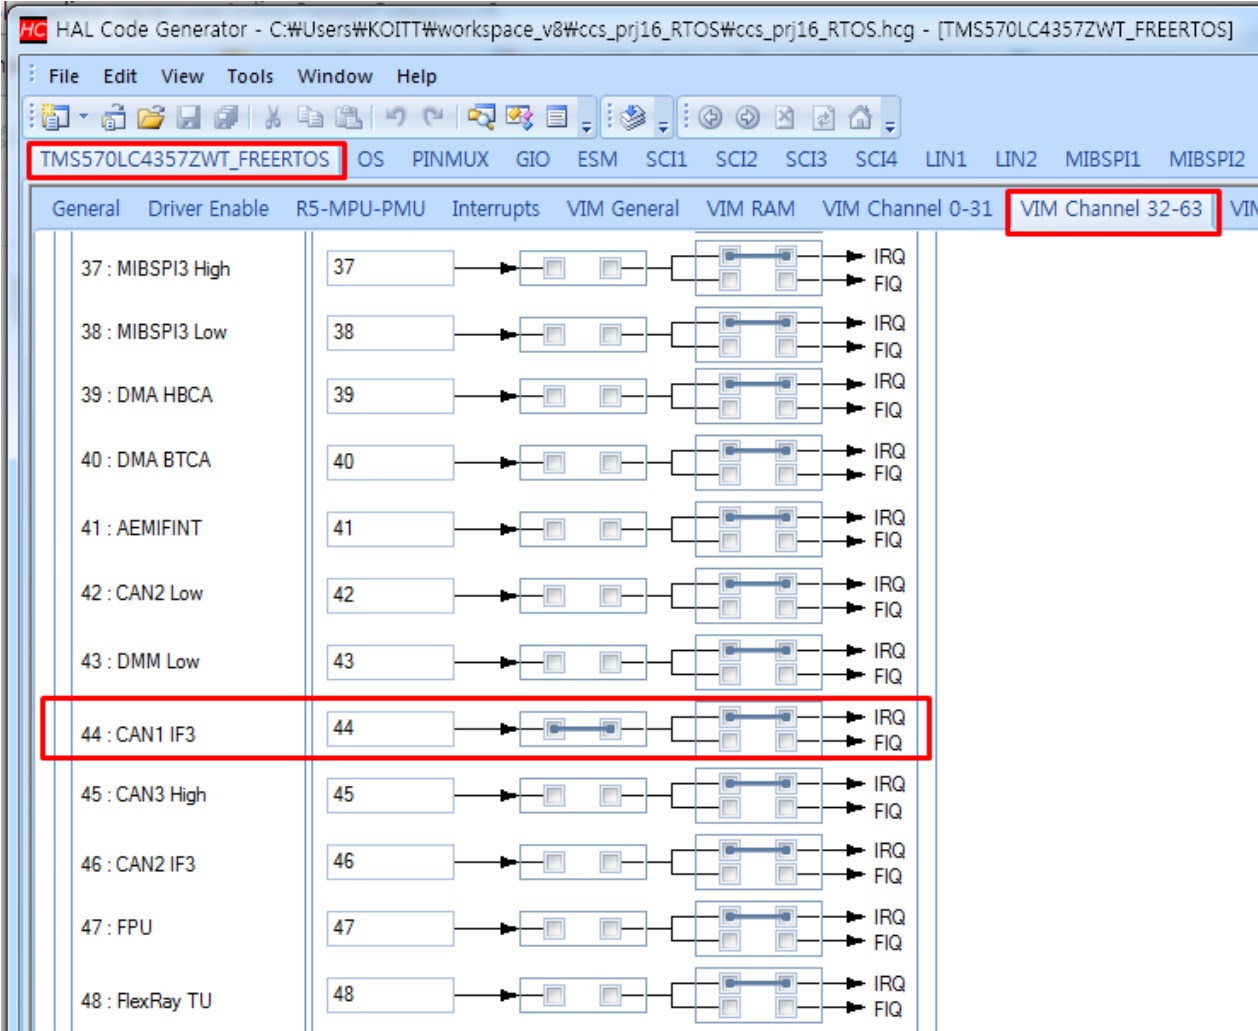 HC HAL Code Generator - C:₩Users₩KOITT₩workspace_v8₩ccs_prj16_RTOS₩ccs_prj16_RTOS.hcg - [TMS570LC4357ZWT_FREERTOS]
File Edit View Tools Window Help
TMS570LC4357ZWT_FREERTOS OS PINMUX GIO ESM SCI1 SCI2 SCI3 SCI4 LIN1 LIN2 MIBSPI1 MIBSPI2
General Driver Enable R5-MPU-PMU Interrupts VIM General VIM RAM VIM Channel 0-31 VIM Channel 32-63 VIM
37 : MIBSPI3 High 37 IRQ
FIQ
38 : MIBSPI3 Low 38 IRQ
FIQ
39 : DMA HBCA 39 IRQ
FIQ
40 : DMA BTCA 40 IRQ
FIQ
41 : AEMIFINT 41 IRQ
FIQ
42 : CAN2 Low 42 IRQ
FIQ
43 : DMM Low 43 IRQ
FIQ
44 : CAN1 IF3 44 IRQ
FIQ
45 : CAN3 High 45 IRQ
FIQ
46 : CAN2 IF3 46 IRQ
FIQ
47 : FPU 47 IRQ
FIQ
48 : FlexRay TU 48 IRQ
FIQ